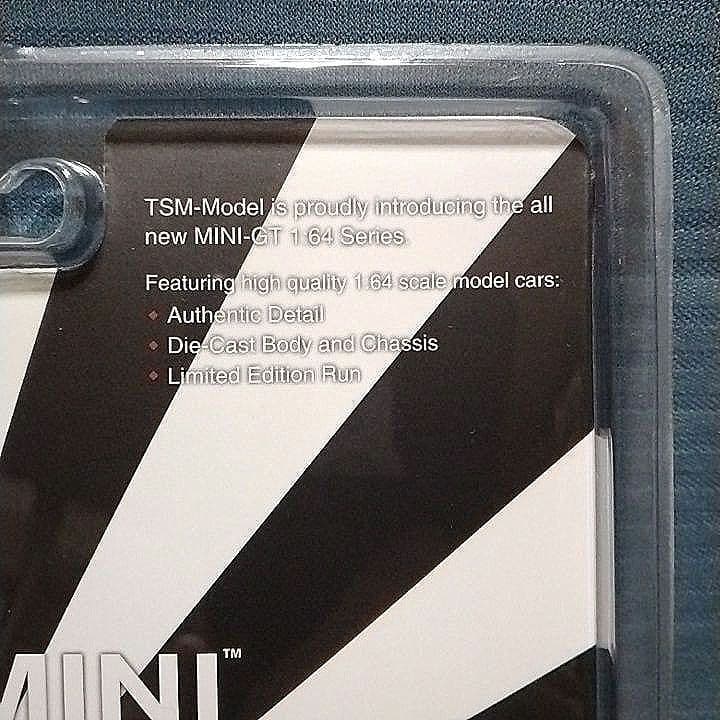 TSM-Model is proudly introducing the all
new MINI-GT 1:64 Series.
Featuring high quality 1:64 scale model cars:
Authentic Detail
Die-Cast Body and Chassis
Limited Edition Run
MINI™